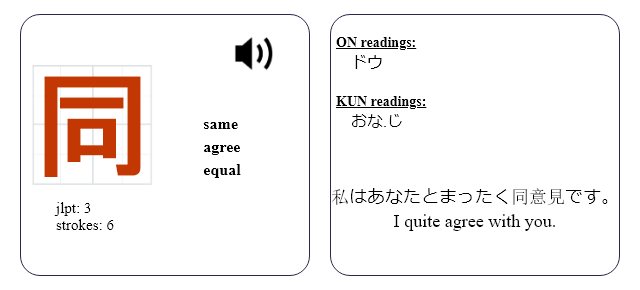 同
same
agree
equal
jlpt: 3
strokes: 6
ON readings:
ドウ
KUN readings:
おな.じ
私はあなたとまったく同意見です。
I quite agree with you.